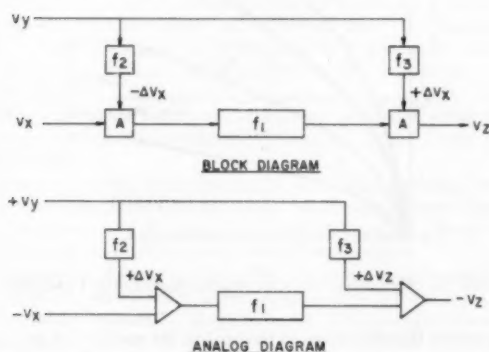 Vy
f2
f3
-ΔVX
+ΔVX
VX
A
f1
A
VZ
BLOCK DIAGRAM
+Vy
f2
f3
+ΔVX
+ΔVZ
-VX
f1
-VZ
ANALOG DIAGRAM